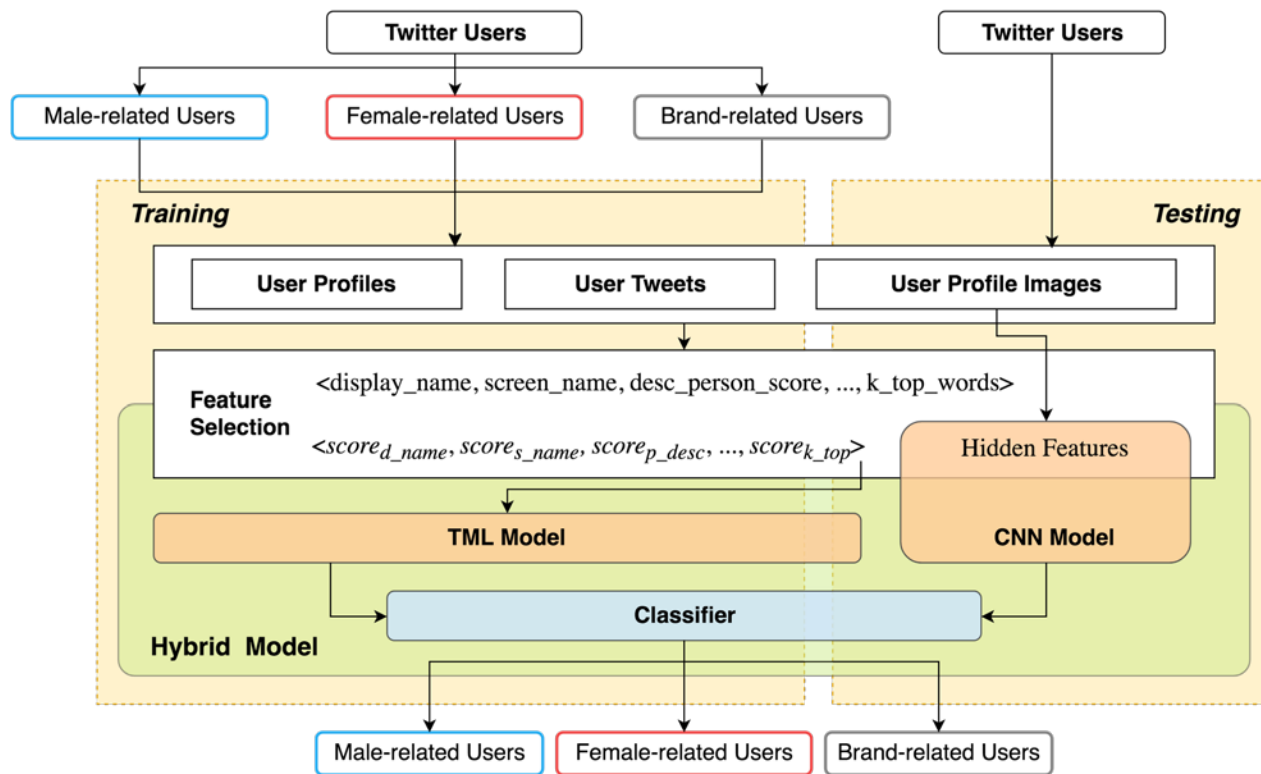 Twitter Users
Twitter Users
Male-related Users
Female-related Users
Brand-related Users
Training
Testing
User Profiles
User Tweets
User Profile Images
<display_name, screen_name, desc_person_score, ..., k_top_words>
Feature
Selection
<score_d_name, score_s_name, score_p_desc, ..., score_k_top>
Hidden Features
TML Model
CNN Model
Classifier
Hybrid Model
Male-related Users
Female-related Users
Brand-related Users